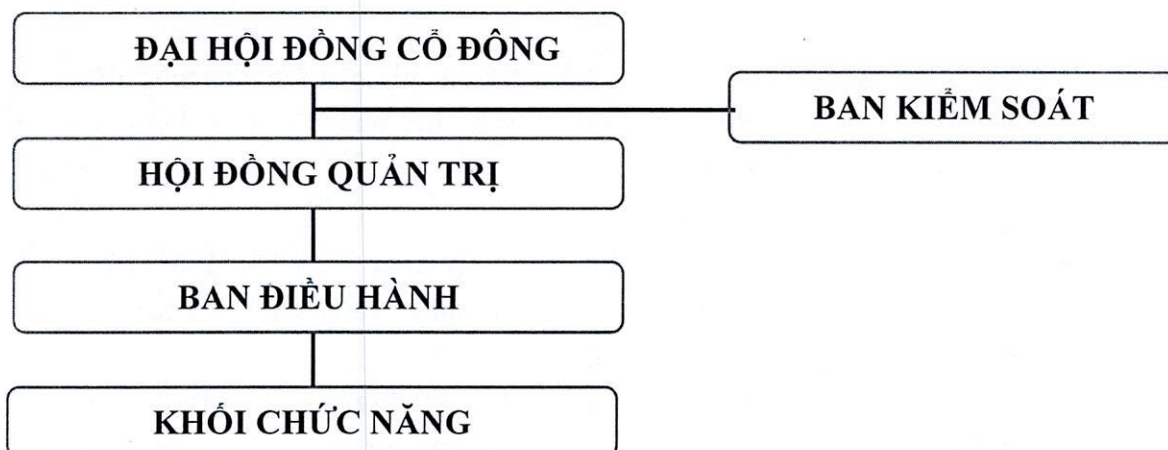 ĐẠI HỘI ĐỒNG CỔ ĐÔNG
BAN KIỂM SOÁT
HỘI ĐỒNG QUẢN TRỊ
BAN ĐIỀU HÀNH
KHỐI CHỨC NĂNG